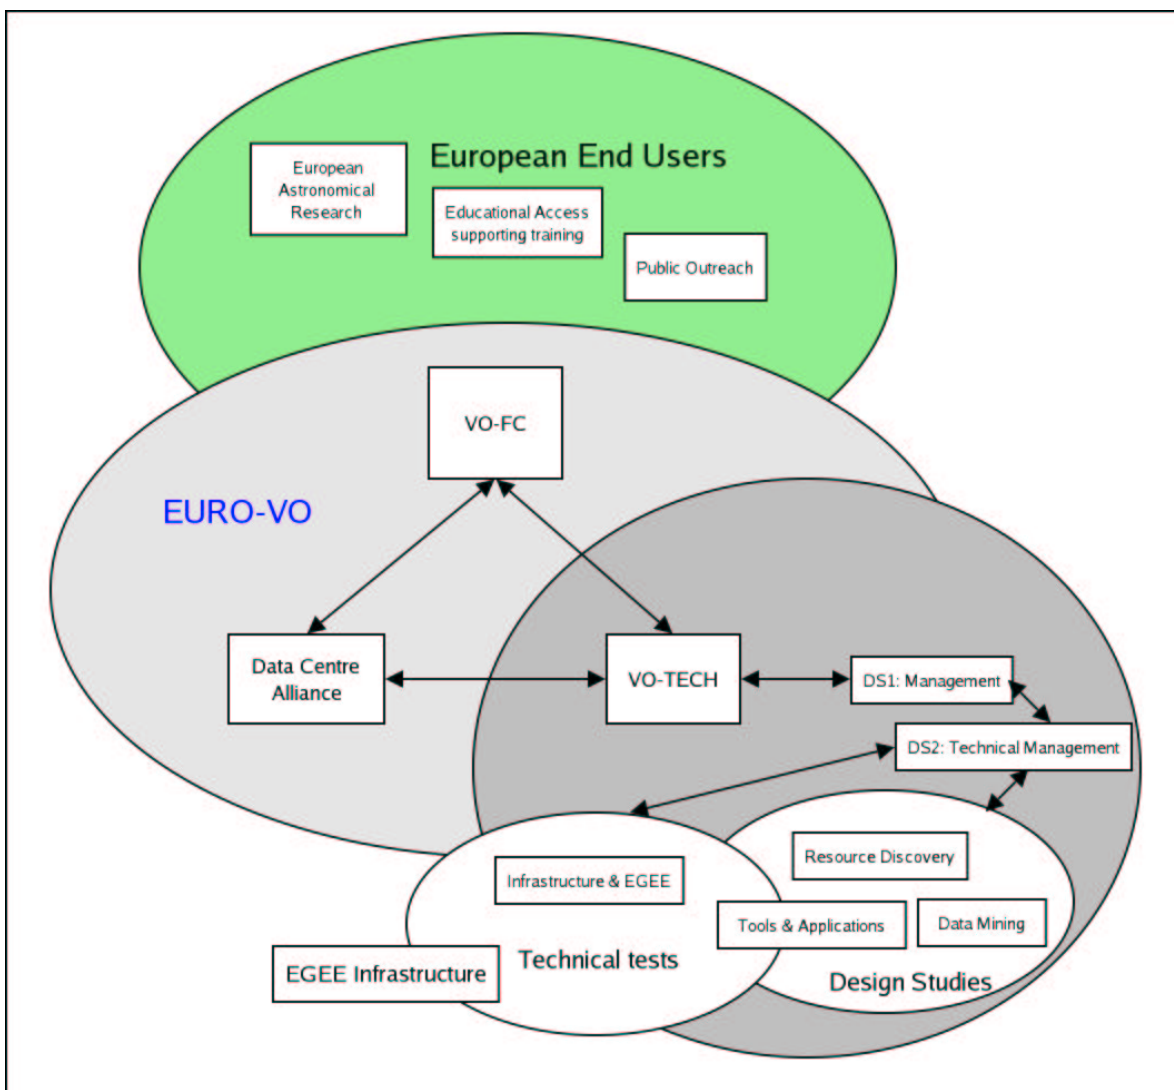 European End Users
European
Astronomical
Research
Educational Access
supporting training
Public Outreach
VO-FC
EURO-VO
Data Centre
Alliance
VO-TECH
DS1: Management
DS2: Technical Management
Resource Discovery
Infrastructure & EGEE
Tools & Applications
Data Mining
Technical tests
EGEE Infrastructure
Design Studies